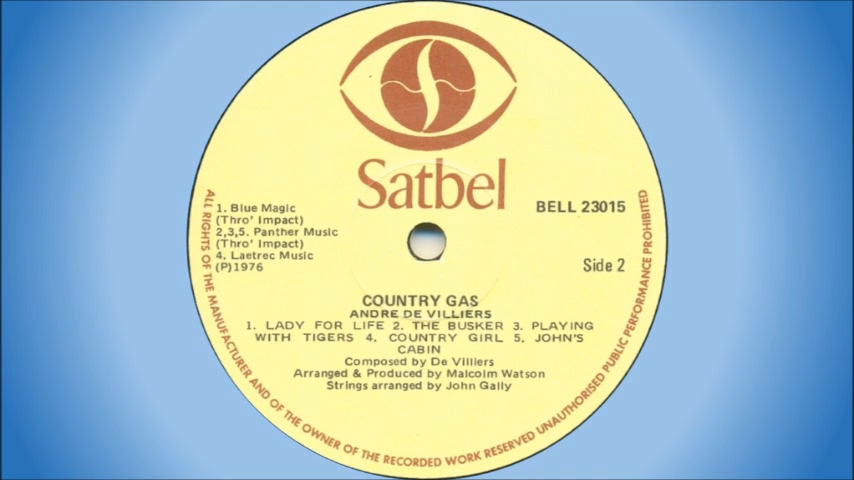 Satbel
BELL 23015
1. Blue Magic
(Thro' Impact)
2,3,5. Panther Music
(Thro' Impact)
4. Laetrec Music
(P)1976
Side 2
COUNTRY GAS
ANDRE DE VILLIERS
1. LADY FOR LIFE 2. THE BUSKER 3. PLAYING
WITH TIGERS 4. COUNTRY GIRL 5. JOHN'S
CABIN
Composed by De Villiers
Arranged & Produced by Malcolm Watson
Strings arranged by John Gally
ALL RIGHTS OF THE MANUFACTURER AND OF THE OWNER OF THE RECORDED WORK RESERVED UNAUTHORISED PUBLIC PERFORMANCE PROHIBITED